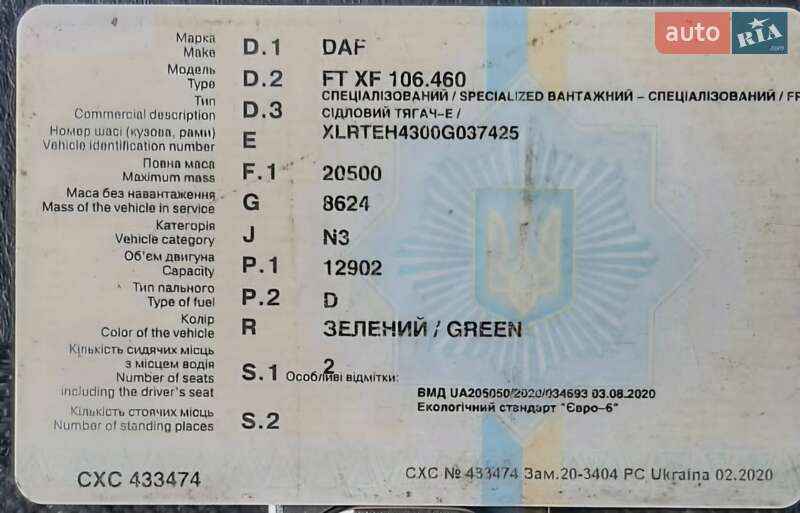 auto RIA .com
Марка D.1 DAF
Make
Модель D.2 FT XF 106.460
Type
Тип D.3 СПЕЦІАЛІЗОВАНИЙ / SPECIALIZED ВАНТАЖНИЙ – СПЕЦІАЛІЗОВАНИЙ / FR
Commercial description СІДЛОВИЙ ТЯГАЧ–Е /
Номер шасі (кузова, рами) E XLRTEH4300G037425
Vehicle identification number
Повна маса F.1 20500
Maximum mass
Маса без навантаження G 8624
Mass of the vehicle in service
Категорія J N3
Vehicle category
Об'єм двигуна P.1 12902
Capacity
Тип пального P.2 D
Type of fuel
Колір R ЗЕЛЕНИЙ / GREEN
Color of the vehicle
Кількість сидячих місць
з місцем водія S.1 2
Number of seats Особливі відмітки:
including the driver's seat ВМД UA205050/2020/034693 03.08.2020
Екологічний стандарт "Євро–6"
Кількість стоячих місць S.2
Number of standing places
СХС 433474
СХС № 433474 Зам.20-3404 РС Ukraina 02.2020